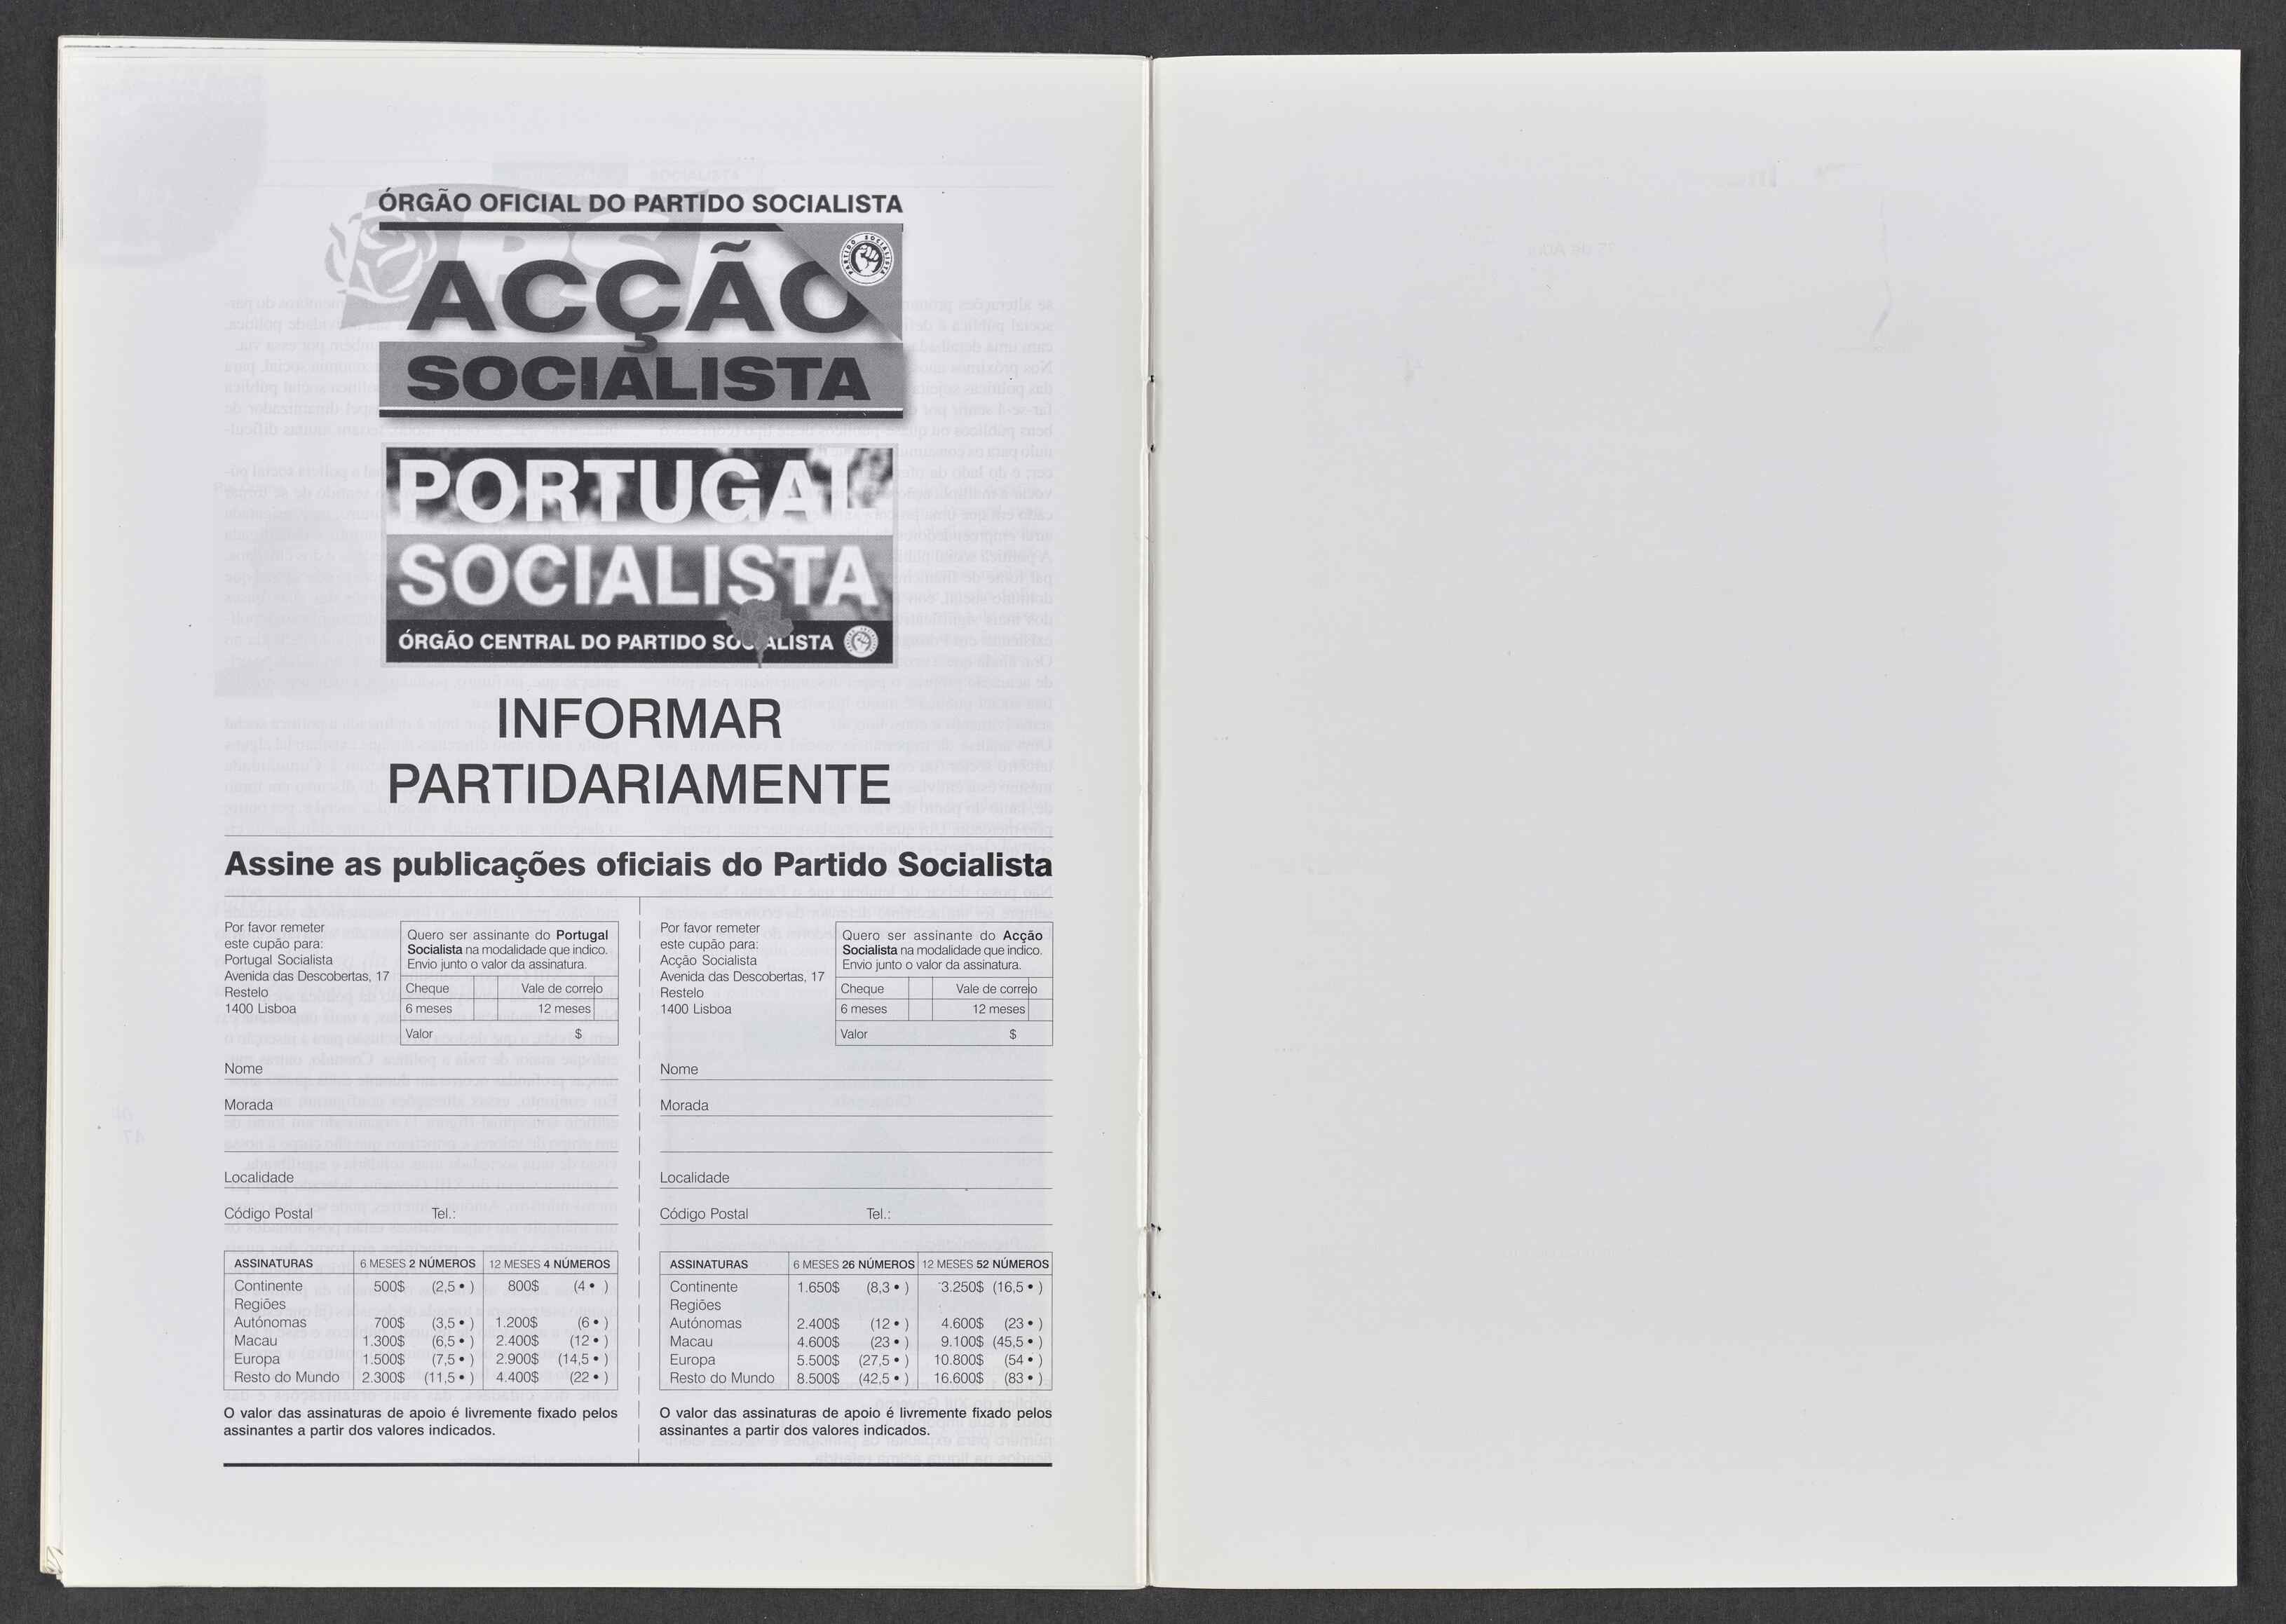 ÓRGÃO OFICIAL DO PARTIDO SOCIALISTA
ACÇÃO
PARTIDO SOCIALISTA
SOCIALISTA
PORTUGAL
SOCIALISTA
ÓRGÃO CENTRAL DO PARTIDO SOCIALISTA
INFORMAR
PARTIDARIAMENTE
Assine as publicações oficiais do Partido Socialista
Por favor remeter
este cupão para:
Portugal Socialista
Avenida das Descobertas, 17
Restelo
1400 Lisboa
Quero ser assinante do Portugal
Socialista na modalidade que indico.
Envio junto o valor da assinatura.
Cheque Vale de correio
6 meses 12 meses
Valor $
Nome
Morada
Localidade
Código Postal Tel.:
ASSINATURAS 6 MESES 2 NÚMEROS 12 MESES 4 NÚMEROS
Continente 500$ (2,5 • ) 800$ (4 • )
Regiões
Autónomas 700$ (3,5 • ) 1.200$ (6 • )
Macau 1.300$ (6,5 • ) 2.400$ (12 • )
Europa 1.500$ (7,5 • ) 2.900$ (14,5 • )
Resto do Mundo 2.300$ (11,5 • ) 4.400$ (22 • )
O valor das assinaturas de apoio é livremente fixado pelos
assinantes a partir dos valores indicados.
Por favor remeter
este cupão para:
Acção Socialista
Avenida das Descobertas, 17
Restelo
1400 Lisboa
Quero ser assinante do Acção
Socialista na modalidade que indico.
Envio junto o valor da assinatura.
Cheque Vale de correio
6 meses 12 meses
Valor $
Nome
Morada
Localidade
Código Postal Tel.:
ASSINATURAS 6 MESES 26 NÚMEROS 12 MESES 52 NÚMEROS
Continente 1.650$ (8,3 • ) 3.250$ (16,5 • )
Regiões
Autónomas 2.400$ (12 • ) 4.600$ (23 • )
Macau 4.600$ (23 • ) 9.100$ (45,5 • )
Europa 5.500$ (27,5 • ) 10.800$ (54 • )
Resto do Mundo 8.500$ (42,5 • ) 16.600$ (83 • )
O valor das assinaturas de apoio é livremente fixado pelos
assinantes a partir dos valores indicados.